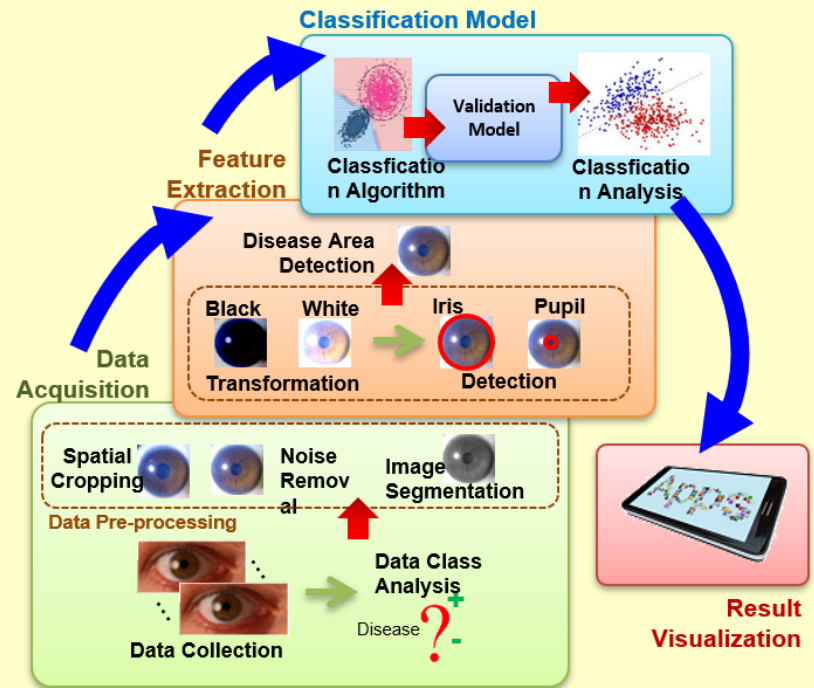 Classification Model
Validation
Model
Classficatio
n Algorithm
Classficatio
n Analysis
Feature
Extraction
Disease Area
Detection
Black
White
Iris
Pupil
Transformation
Detection
Data
Acquisition
Spatial
Cropping
Noise
Remov
al
Image
Segmentation
Data Pre-processing
Data Class
Analysis
Disease
?
+
-
Data Collection
APPS
Result
Visualization